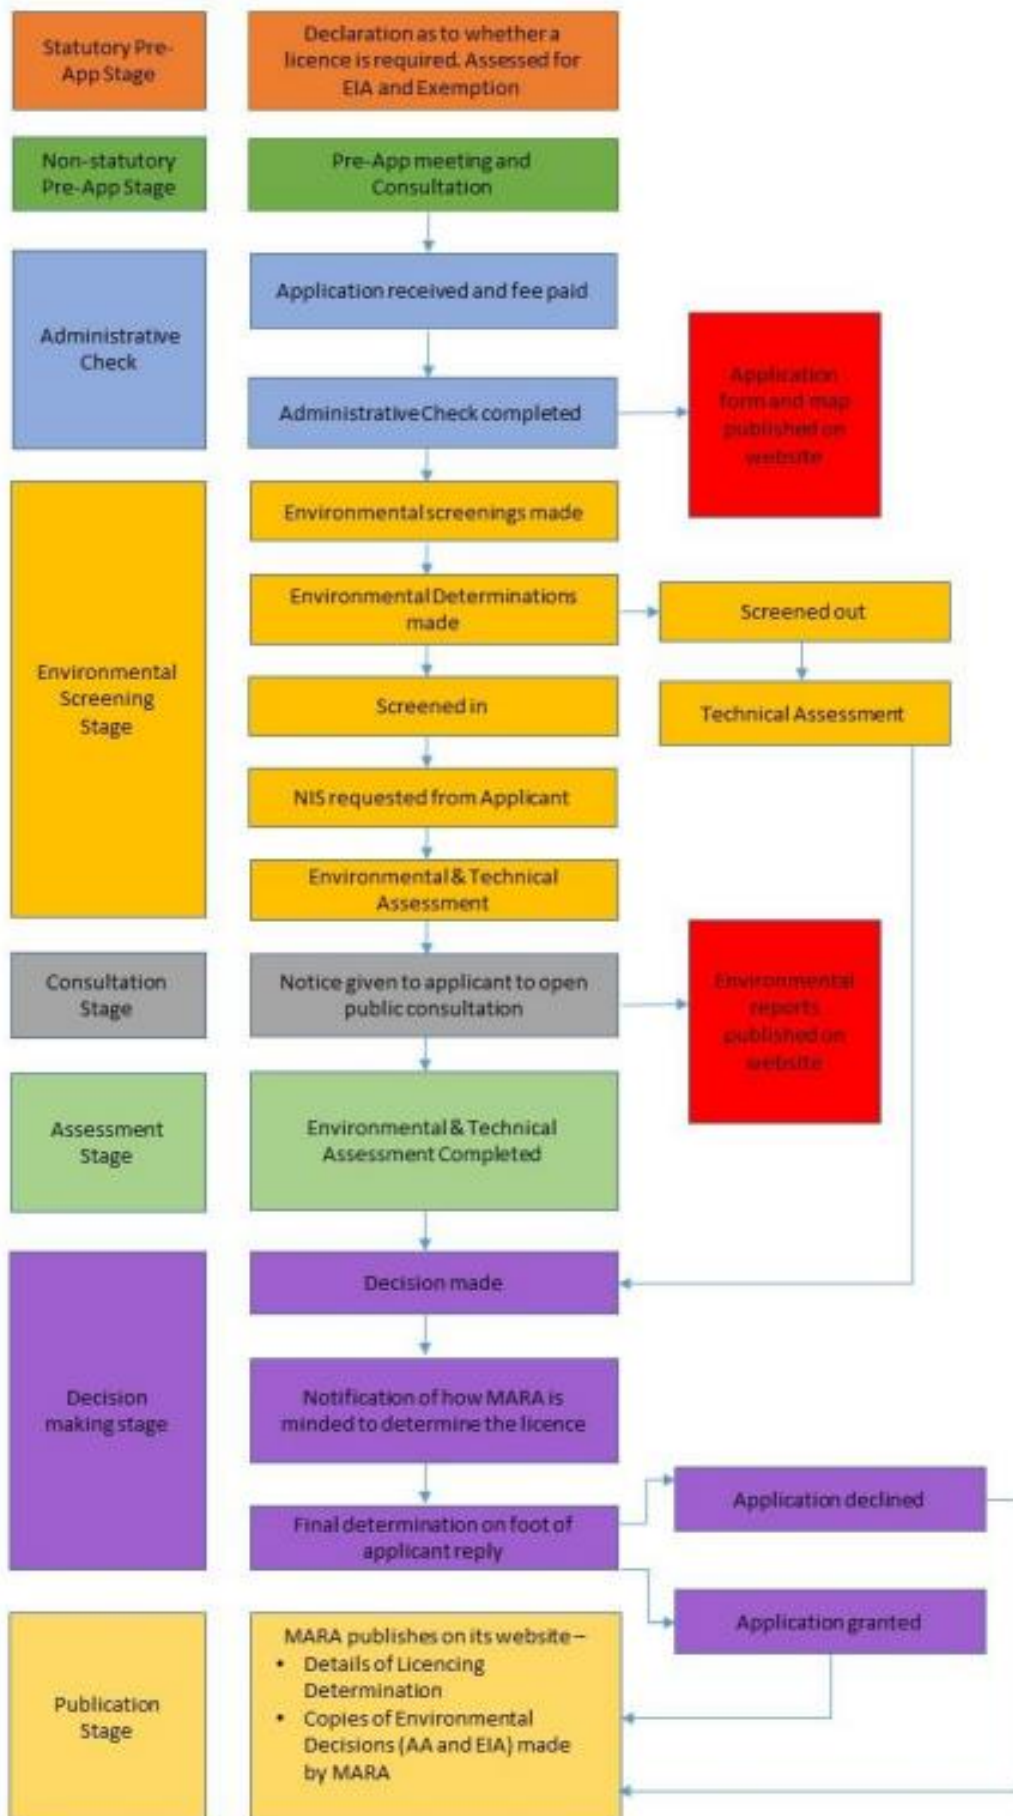 Statutory Pre-
App Stage
Declaration as to whether a
licence is required. Assessed for
EIA and Exemption
Non-statutory
Pre-App Stage
Pre-App meeting and
Consultation
Administrative
Check
Application received and fee paid
Administrative Check completed
Application
form and map
published on
website
Environmental
Screening
Stage
Environmental screenings made
Environmental Determinations
made
Screened out
Screened in
Technical Assessment
NIS requested from Applicant
Environmental & Technical
Assessment
Consultation
Stage
Notice given to applicant to open
public consultation
Environmental
reports
published on
website
Assessment
Stage
Environmental & Technical
Assessment Completed
Decision
making stage
Decision made
Notification of how MARA is
minded to determine the licence
Final determination on foot of
applicant reply
Application declined
Application granted
Publication
Stage
MARA publishes on its website –
• Details of Licencing
Determination
• Copies of Environmental
Decisions (AA and EIA) made
by MARA